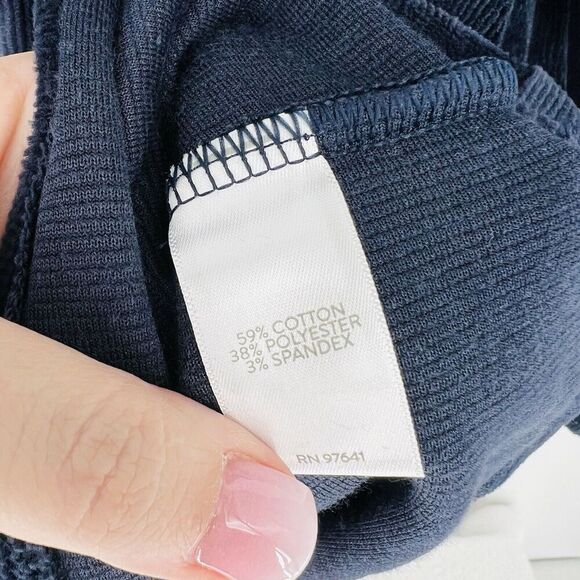 59% COTTON
38% POLYESTER
3% SPANDEX
RN 97641